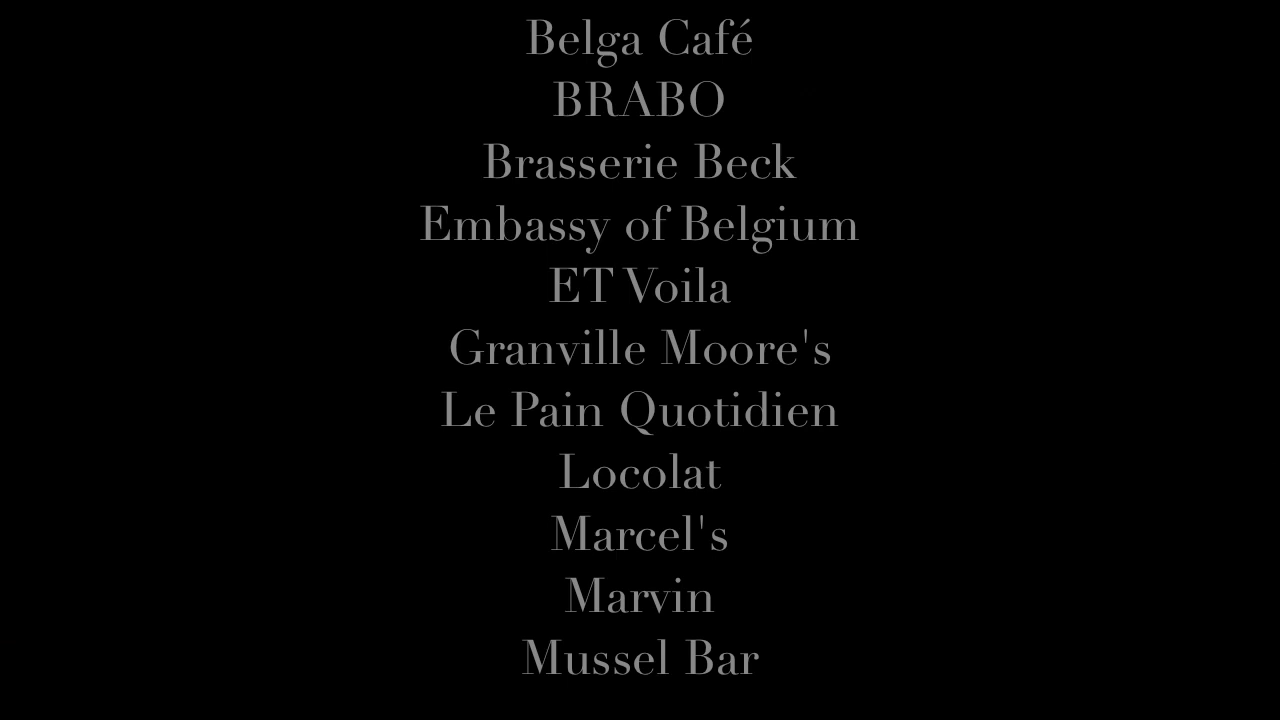 Belga Café
BRABO
Brasserie Beck
Embassy of Belgium
ET Voila
Granville Moore's
Le Pain Quotidien
Locolat
Marcel's
Marvin
Mussel Bar